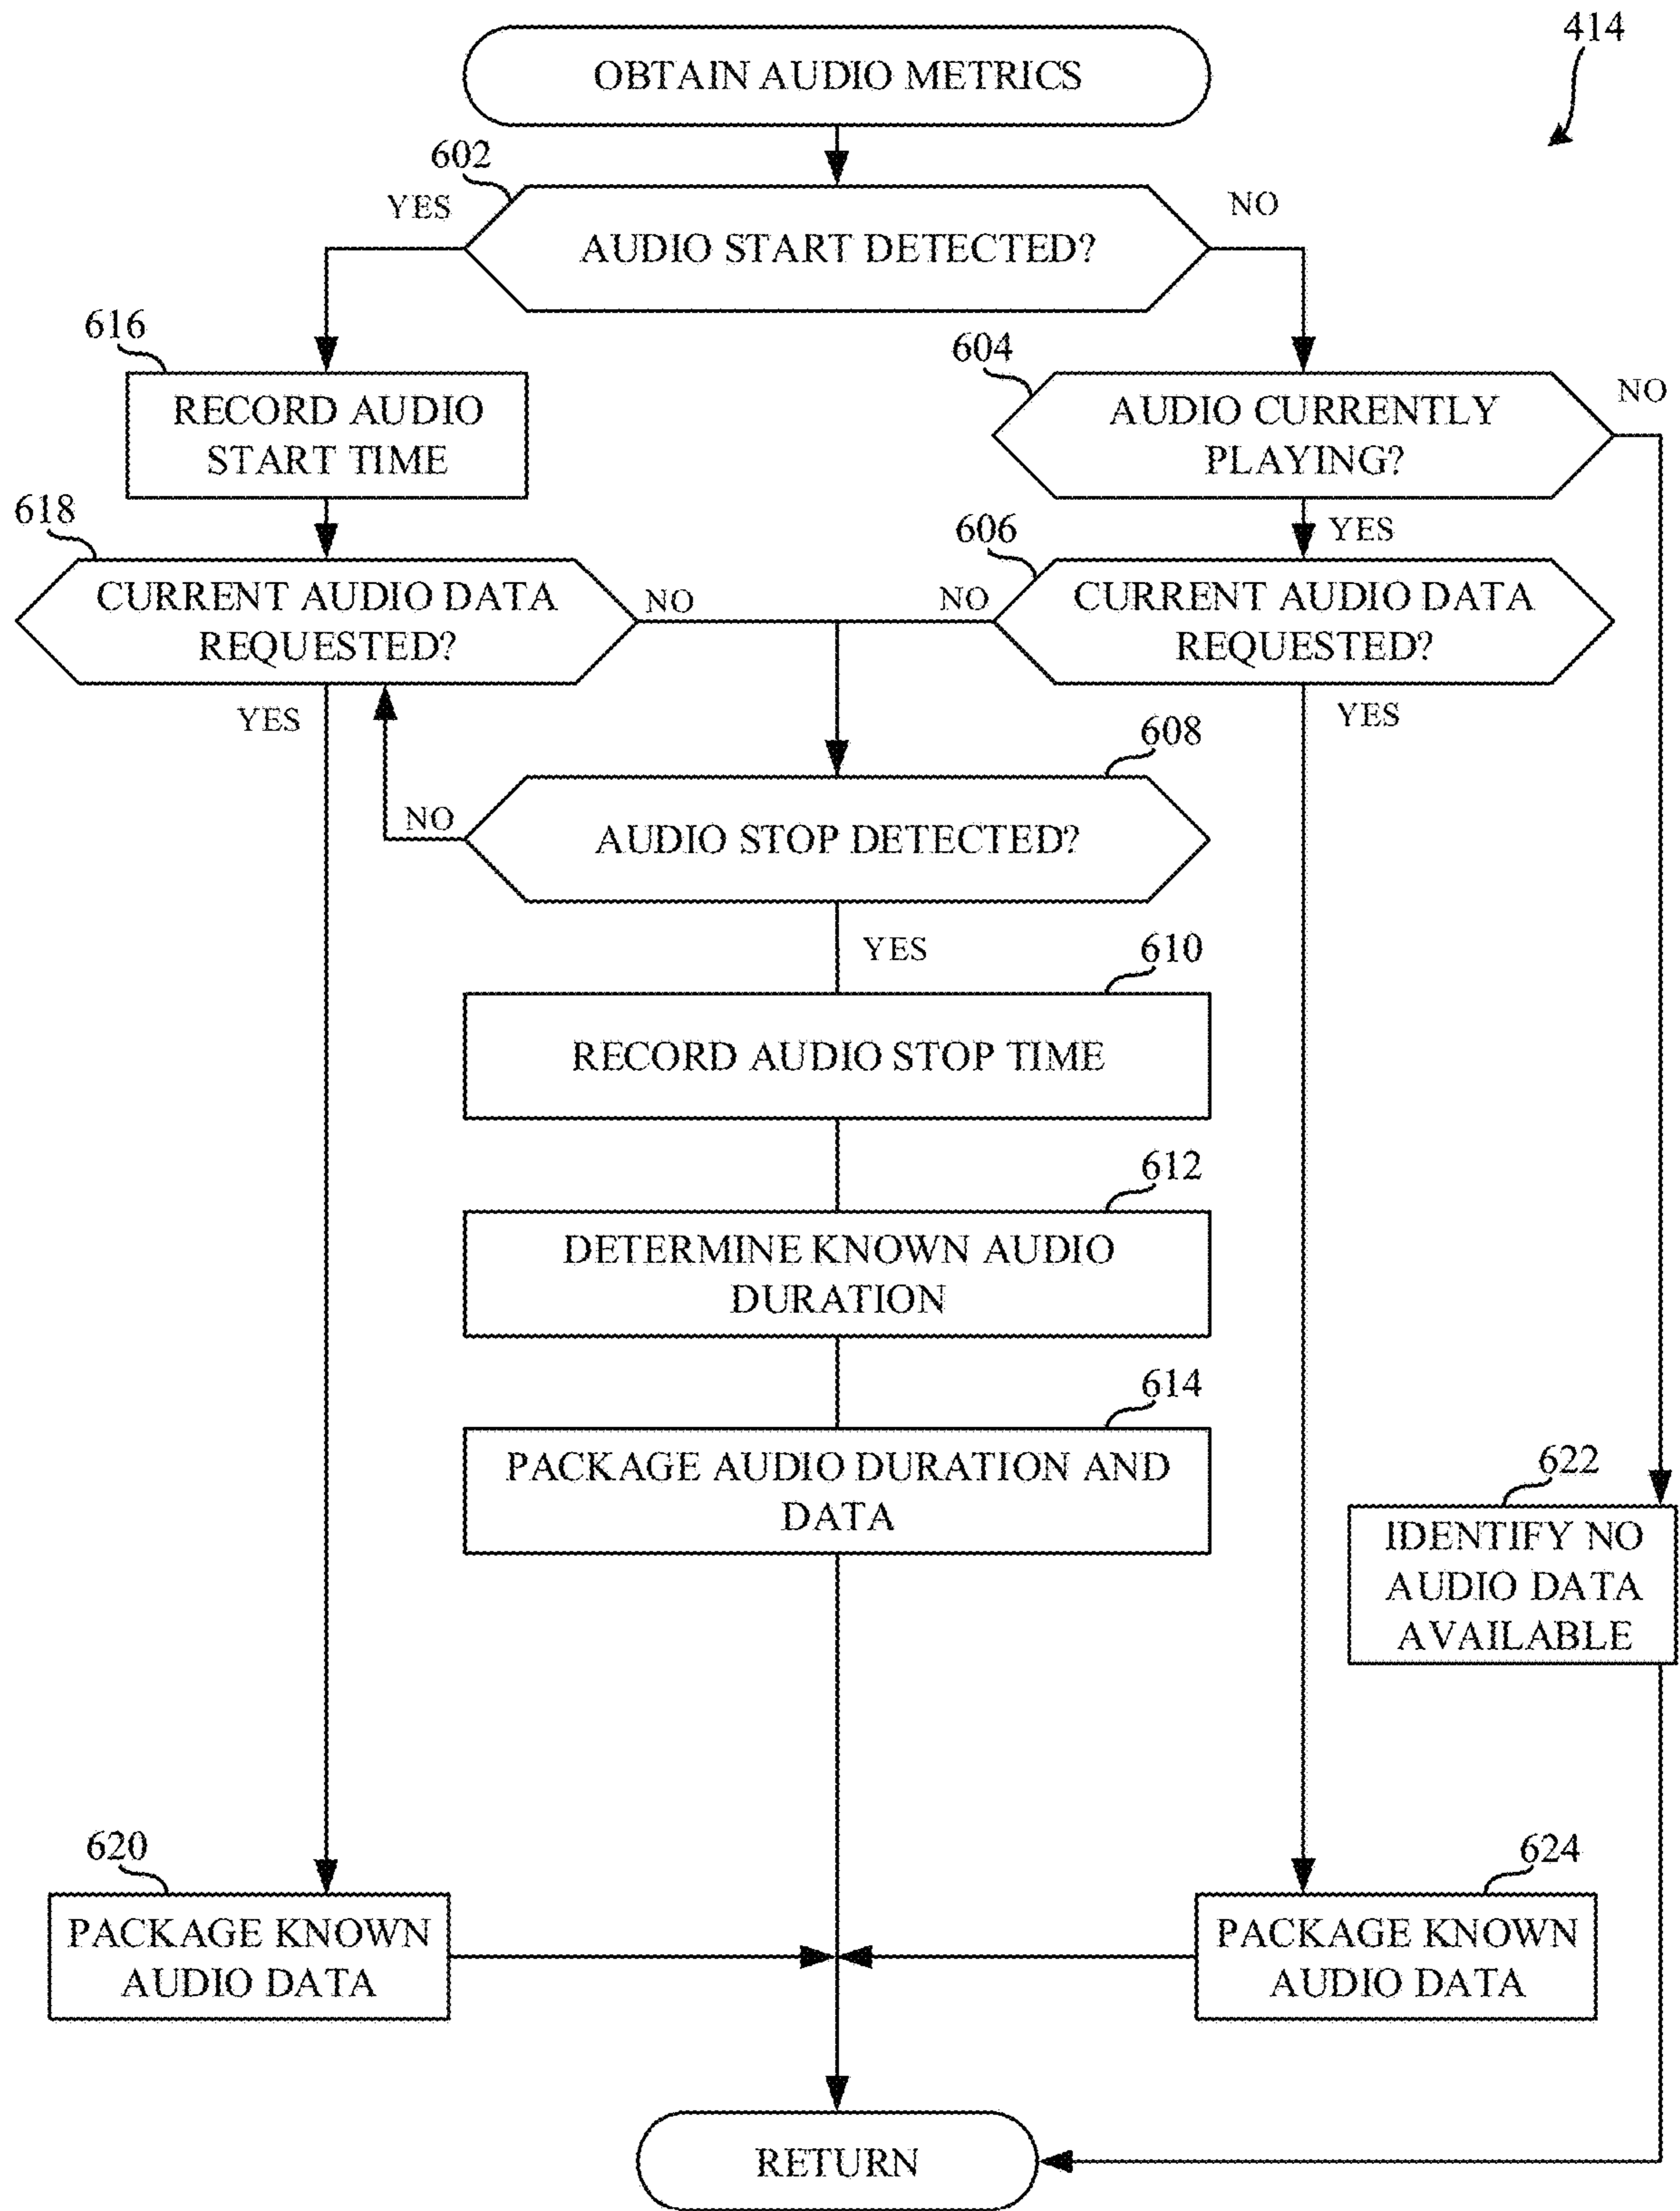 414
OBTAIN AUDIO METRICS
602
YES
NO
AUDIO START DETECTED?
616
604
RECORD AUDIO
START TIME
AUDIO CURRENTLY
PLAYING?
NO
618
606
YES
CURRENT AUDIO DATA
REQUESTED?
NO
NO
CURRENT AUDIO DATA
REQUESTED?
YES
YES
608
NO
AUDIO STOP DETECTED?
YES
610
RECORD AUDIO STOP TIME
612
DETERMINE KNOWN AUDIO
DURATION
614
PACKAGE AUDIO DURATION AND
DATA
622
IDENTIFY NO
AUDIO DATA
AVAILABLE
620
624
PACKAGE KNOWN
AUDIO DATA
PACKAGE KNOWN
AUDIO DATA
RETURN